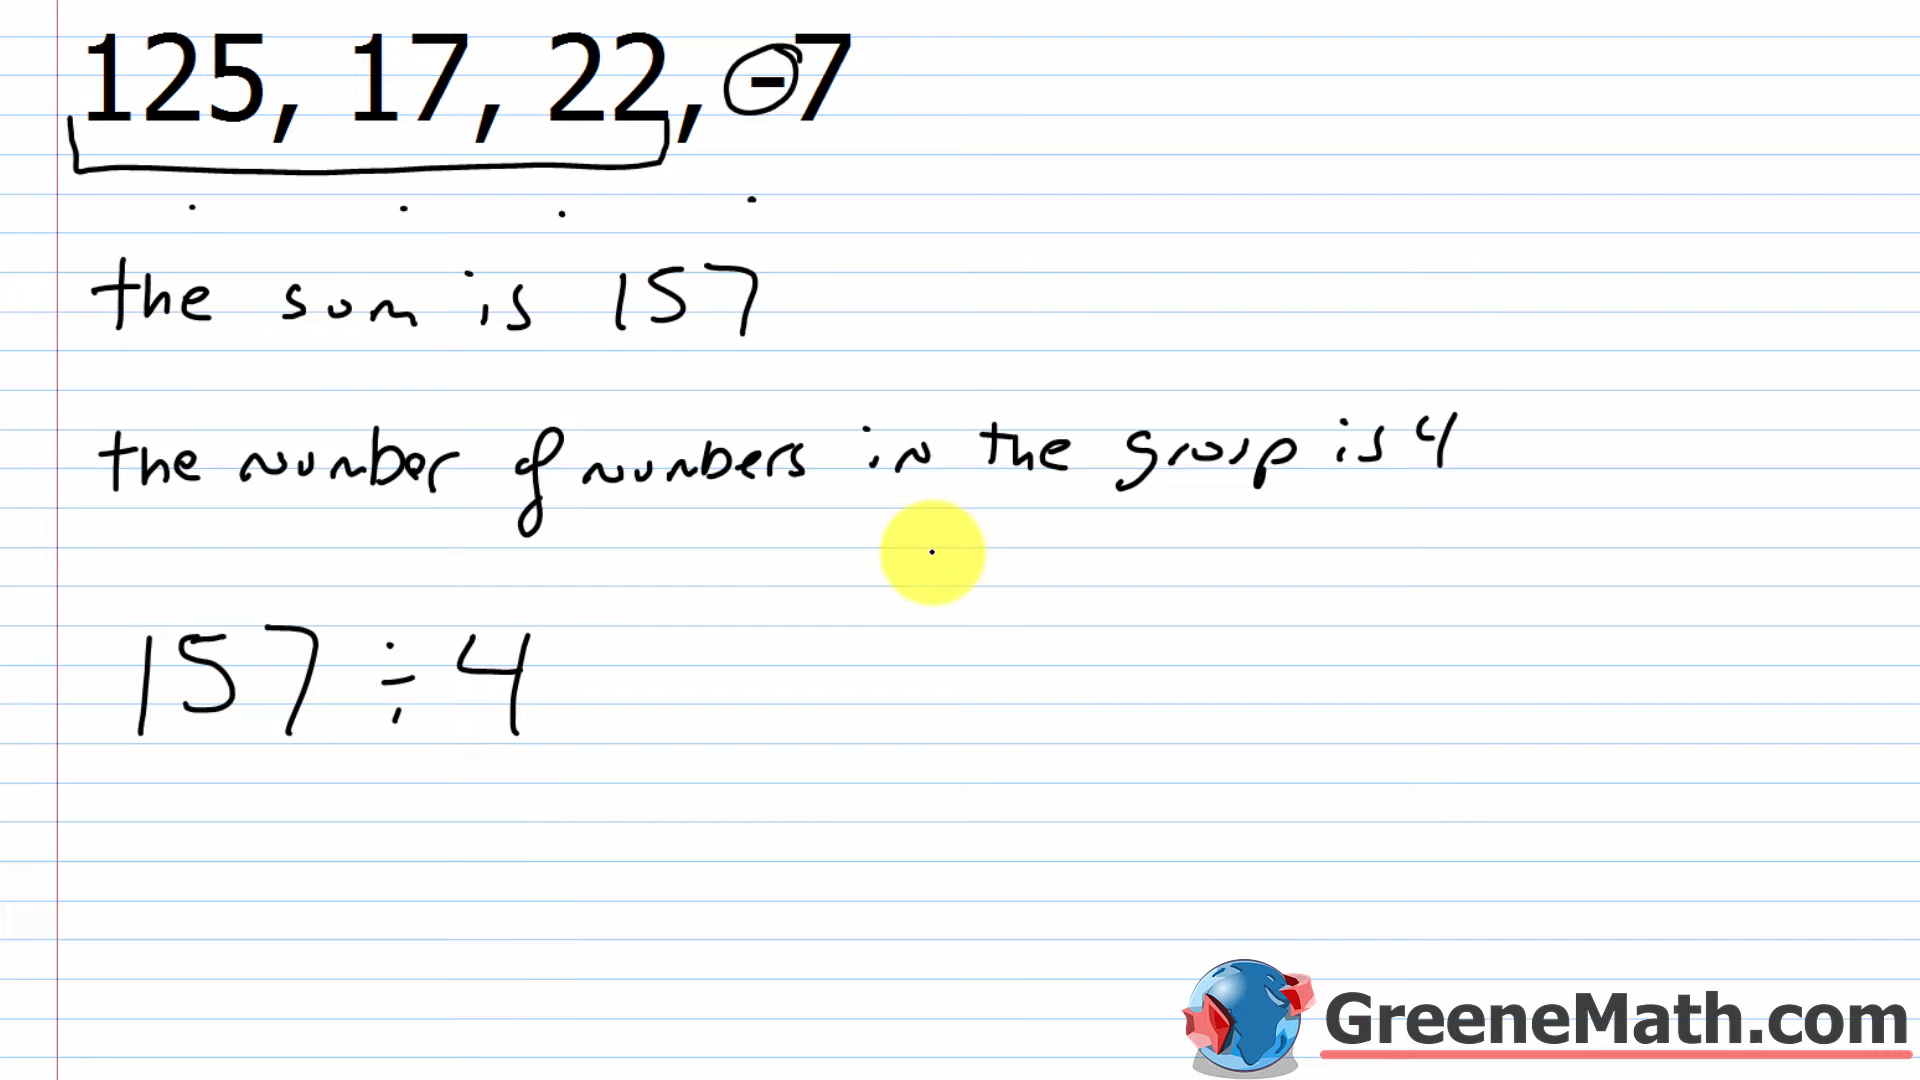 125, 17, 22, -7
the sum is 157
the number of numbers in the group is 4
157 ÷ 4
GreeneMath.com